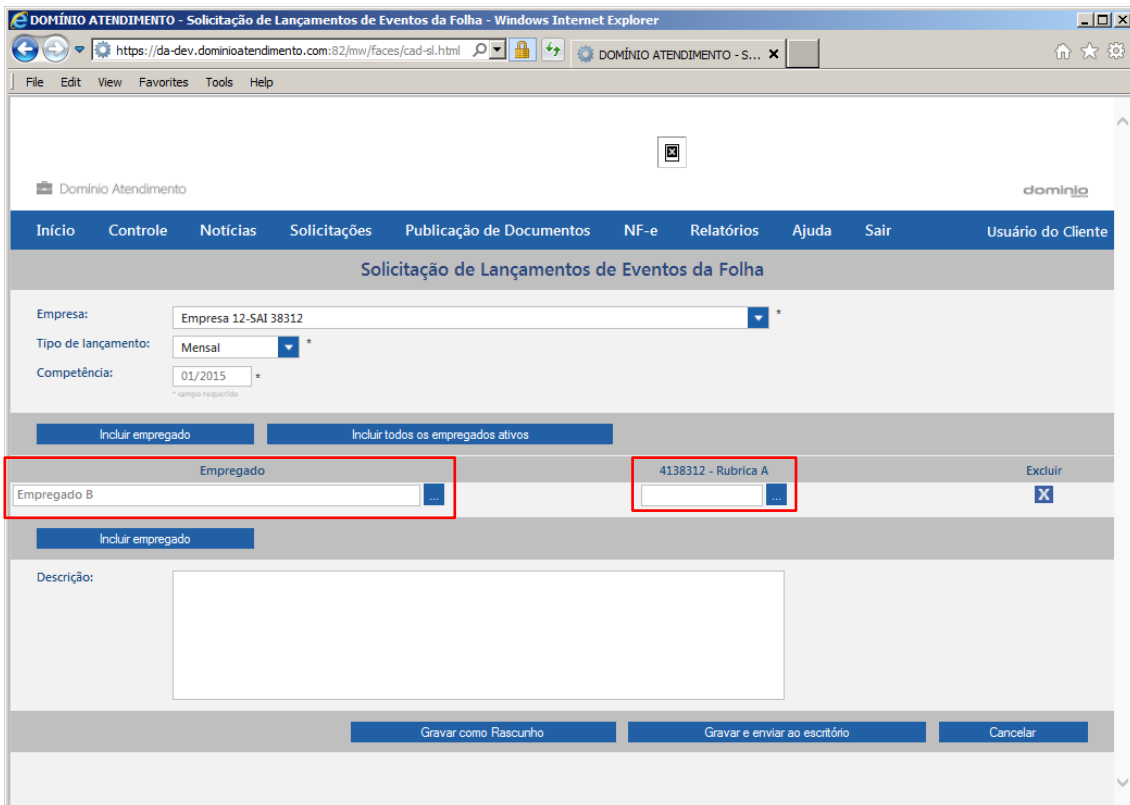 DOMÍNIO ATENDIMENTO - Solicitação de Lançamentos de Eventos da Folha - Windows Internet Explorer
https://da-dev.dominioatendimento.com:82/mw/faces/cad-sl.html DOMÍNIO ATENDIMENTO - S...
File Edit View Favorites Tools Help
Domínio Atendimento dominio
Início Controle Notícias Solicitações Publicação de Documentos NF-e Relatórios Ajuda Sair Usuário do Cliente
Solicitação de Lançamentos de Eventos da Folha
Empresa: Empresa 12-SAI 38312 *
Tipo de lançamento: Mensal *
Competência: 01/2015 *
* campo requerido
Incluir empregado Incluir todos os empregados ativos
Empregado 4138312 - Rubrica A Excluir
Empregado B ... ... X
Incluir empregado
Descrição:
Gravar como Rascunho Gravar e enviar ao escritório Cancelar